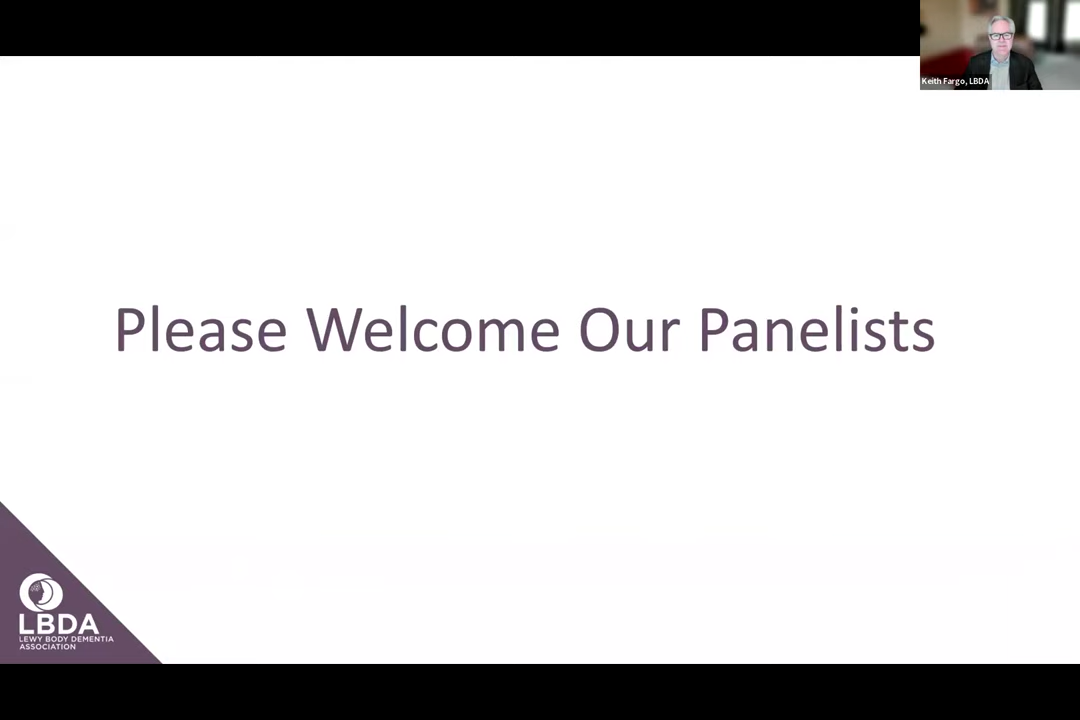 Keith Fargo, LBDA
Please Welcome Our Panelists
LBDA
LEWY BODY DEMENTIA
ASSOCIATION